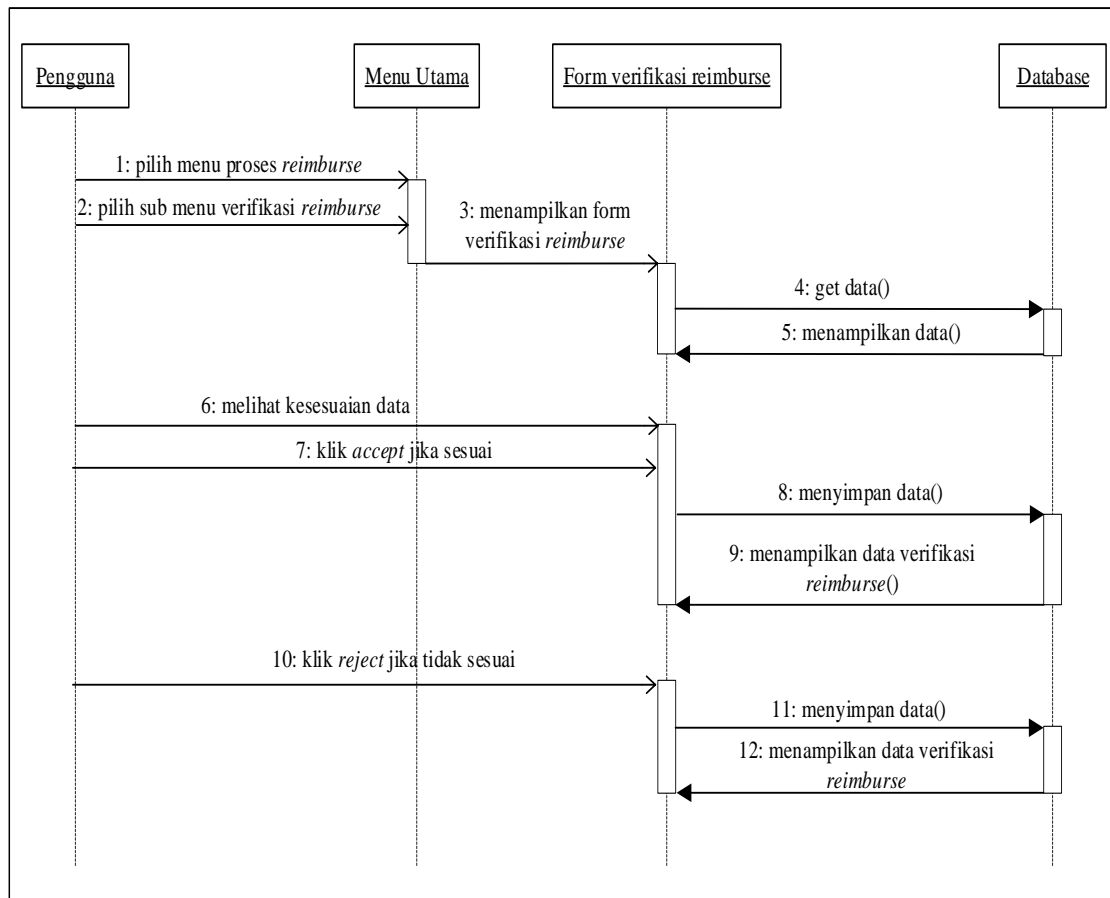 Pengguna
Menu Utama
Form verifikasi reimburse
Database
1: pilih menu proses reimburse
2: pilih sub menu verifikasi reimburse
3: menampilkan form
verifikasi reimburse
4: get data()
5: menampilkan data()
6: melihat kesesuaian data
7: klik accept jika sesuai
8: menyimpan data()
9: menampilkan data verifikasi
reimburse()
10: klik reject jika tidak sesuai
11: menyimpan data()
12: menampilkan data verifikasi
reimburse